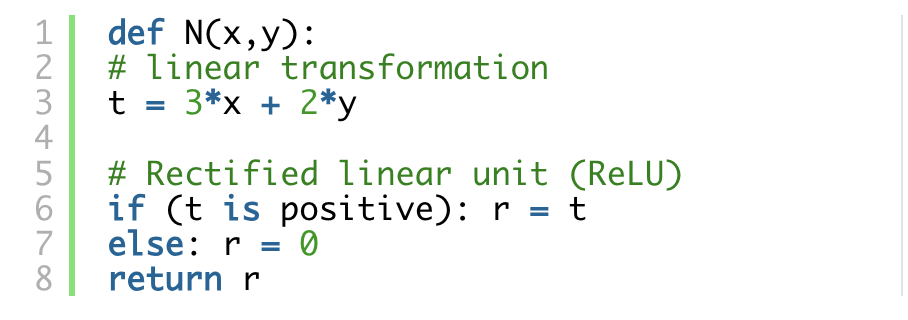 1 def N(x,y):
2 # linear transformation
3 t = 3*x + 2*y
4
5 # Rectified linear unit (ReLU)
6 if (t is positive): r = t
7 else: r = 0
8 return r